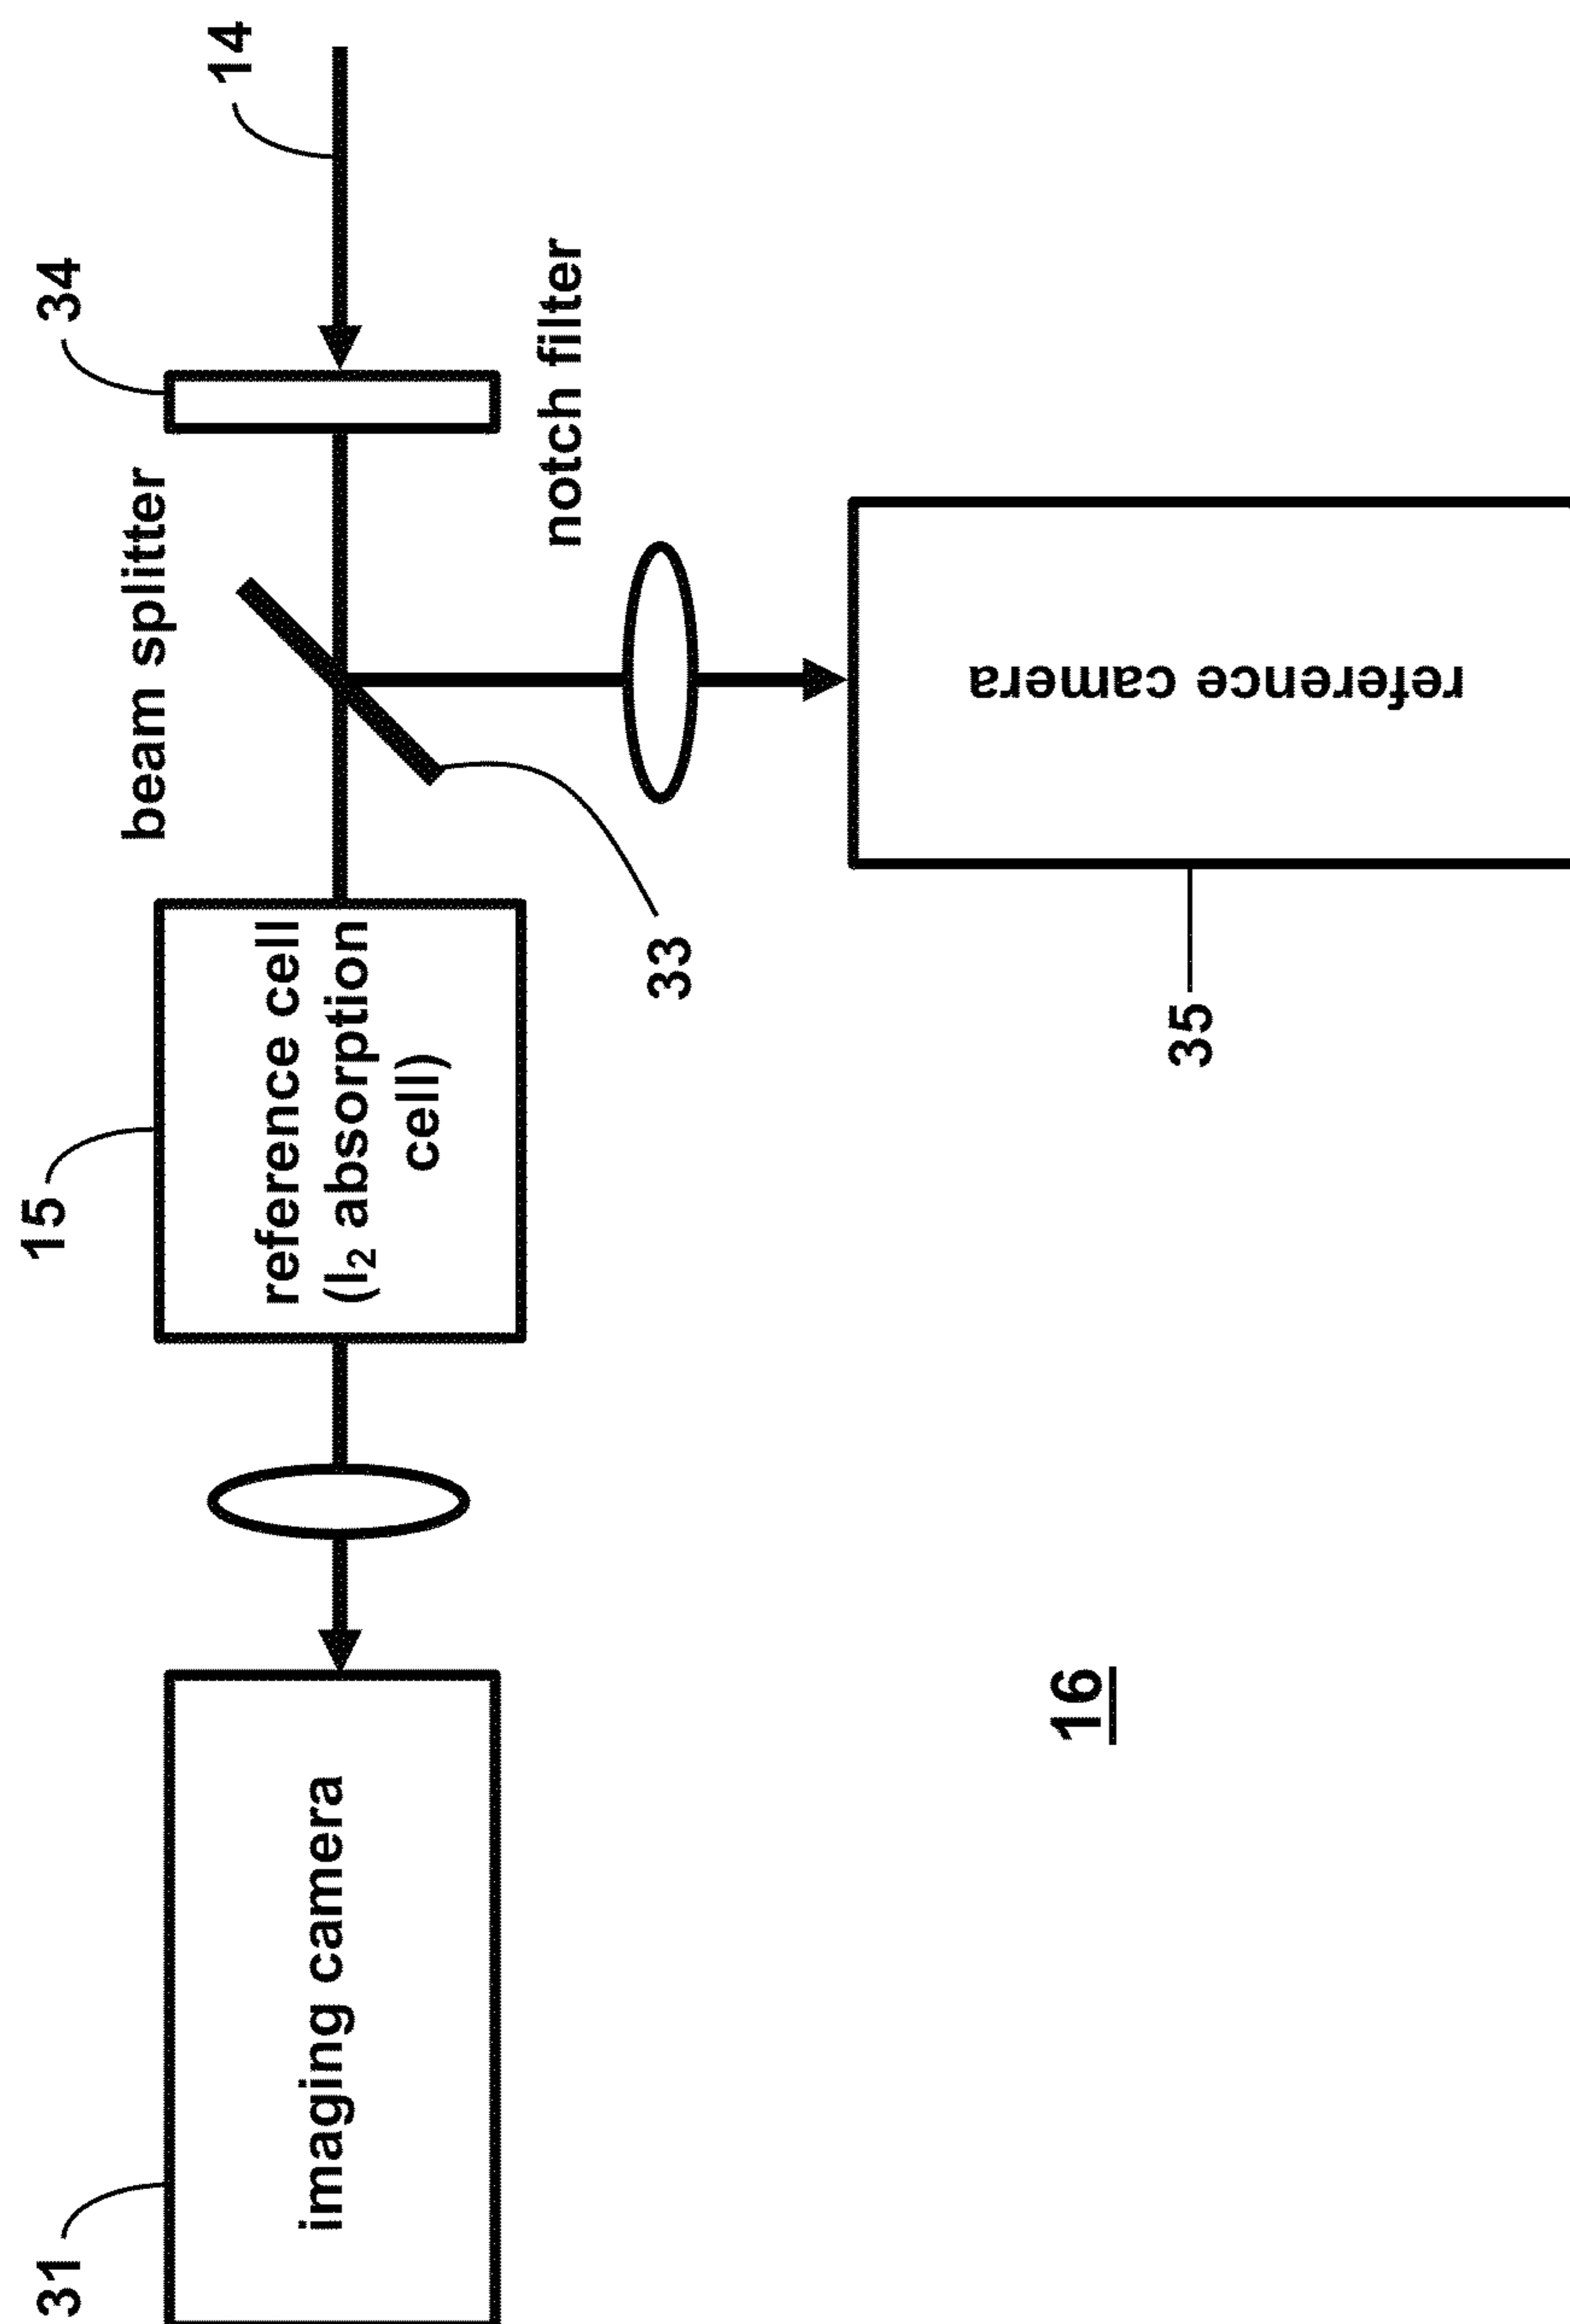 14
34
notch filter
beam splitter
33
reference cell
(I₂ absorption
cell)
15
reference camera
35
imaging camera
31
16